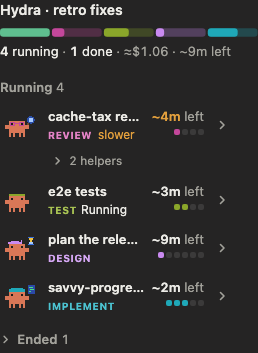 Hydra · retro fixes
4 running · 1 done · ≈$1.06 · ~9m left
Running 4
cache-tax re... ~4m left
REVIEW slower
2 helpers
e2e tests ~3m left
TEST Running
plan the rele... ~9m left
DESIGN
savvy-progre... ~2m left
IMPLEMENT
Ended 1